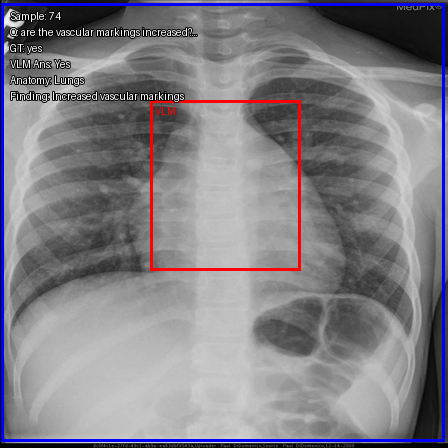 Sample: 74
Q: are the vascular markings increased?...
GT: yes
VLM Ans: Yes
Anatomy: Lungs
Finding: Increased vascular markings
VLM
MedPix